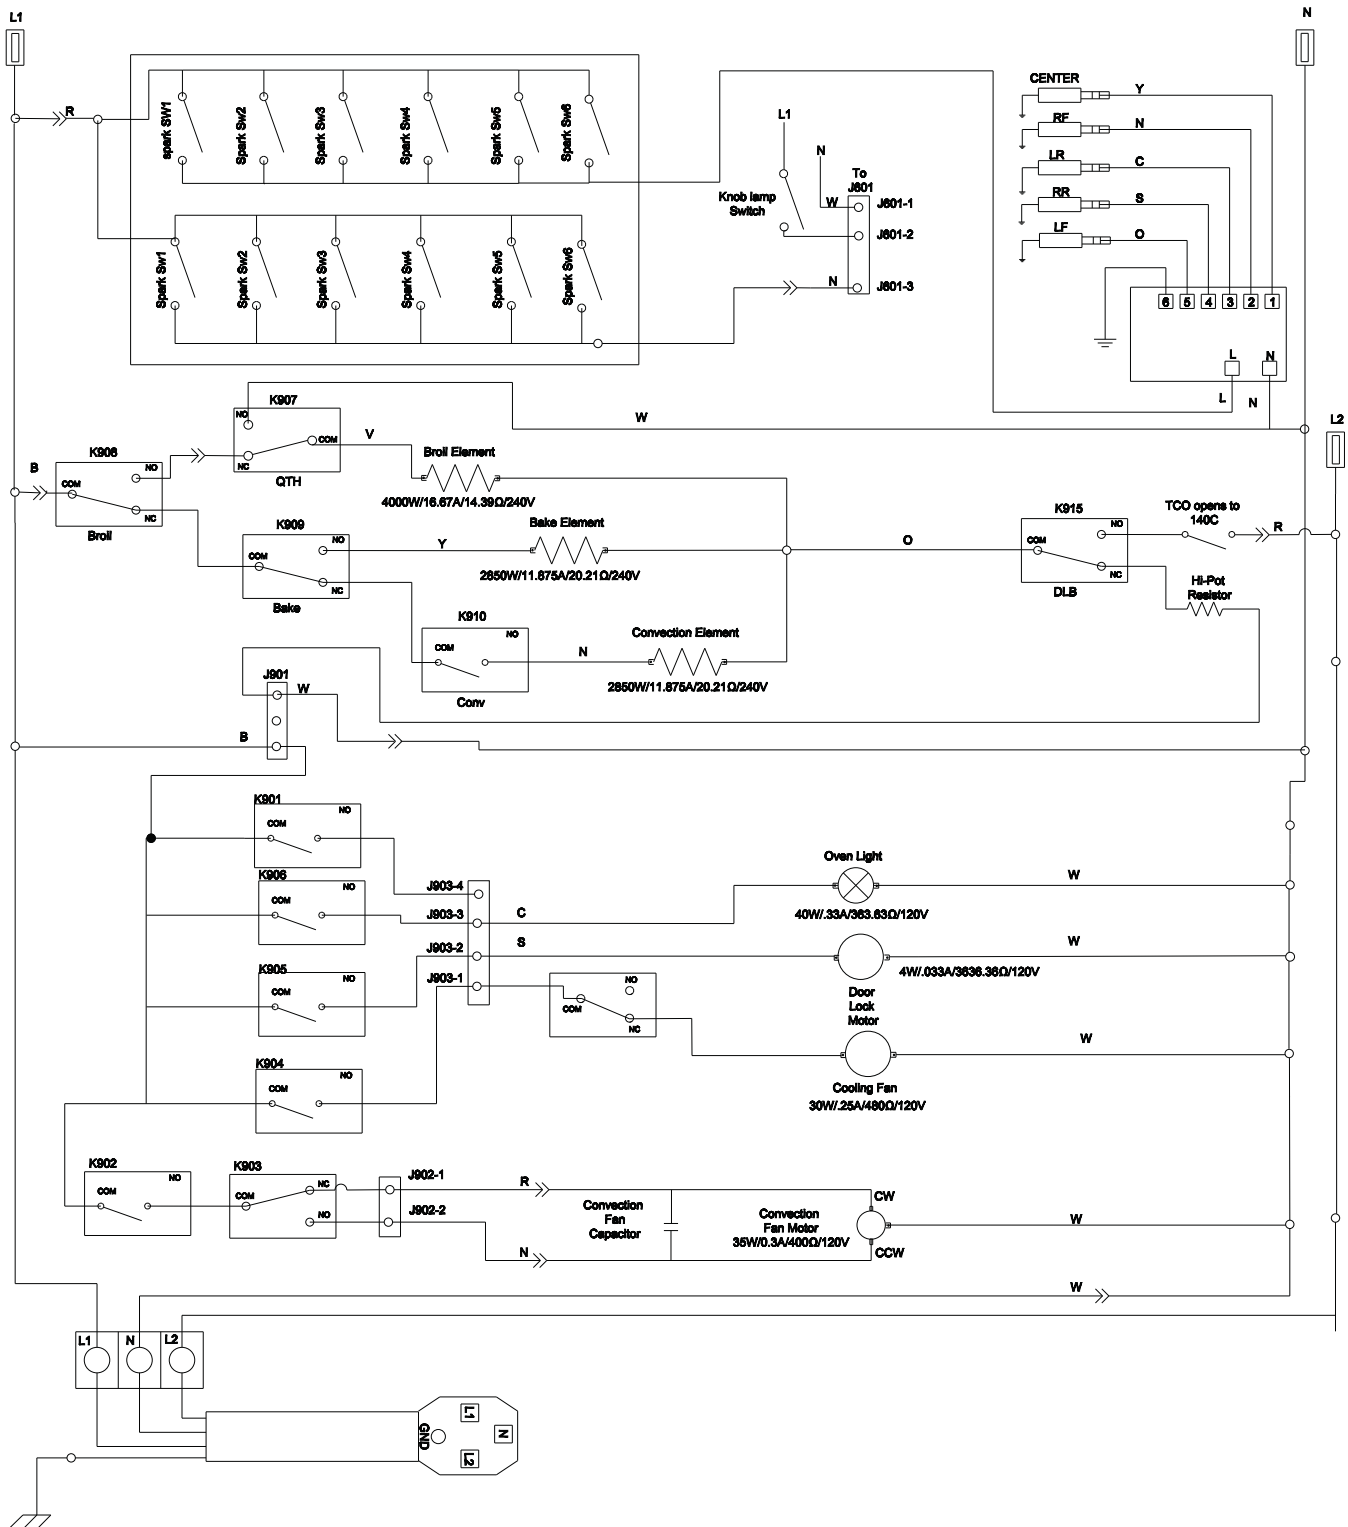 L1
N
R
spark SW1
Spark Sw2
Spark Sw3
Spark Sw4
Spark Sw5
Spark Sw6
Spark Sw1
Spark Sw2
Spark Sw3
Spark Sw4
Spark Sw5
Spark Sw6
L1
N
W
Knob lamp
Switch
To
J601
J601-1
J601-2
N
J601-3
CENTER
Y
RF
N
LR
C
RR
S
LF
O
6
5
4
3
2
1
L
N
L
N
L2
W
K907
NO
COM
NC
QTH
V
B
K908
NO
COM
NC
Broil
Broil Element
4000W/16.67A/14.39Ω/240V
K909
NO
COM
NC
Bake
Y
Bake Element
2850W/11.875A/20.21Ω/240V
O
K915
NO
COM
NC
DLB
TCO opens to
140C
R
Hi-Pot
Resistor
K910
NO
COM
Conv
N
Convection Element
2850W/11.875A/20.21Ω/240V
J901
W
B
K901
NO
COM
K906
NO
COM
K905
NO
COM
K904
NO
COM
J903-4
J903-3
J903-2
J903-1
C
S
Oven Light
40W/.33A/363.63Ω/120V
W
4W/.033A/3636.36Ω/120V
W
Door
Lock
Motor
NO
COM
NC
Cooling Fan
30W/.25A/480Ω/120V
W
K902
NO
COM
K903
NC
COM
NO
J902-1
J902-2
R
N
Convection
Fan
Capacitor
Convection
Fan Motor
35W/0.3A/400Ω/120V
CW
CCW
W
W
L1
N
L2
GND
L1
N
L2